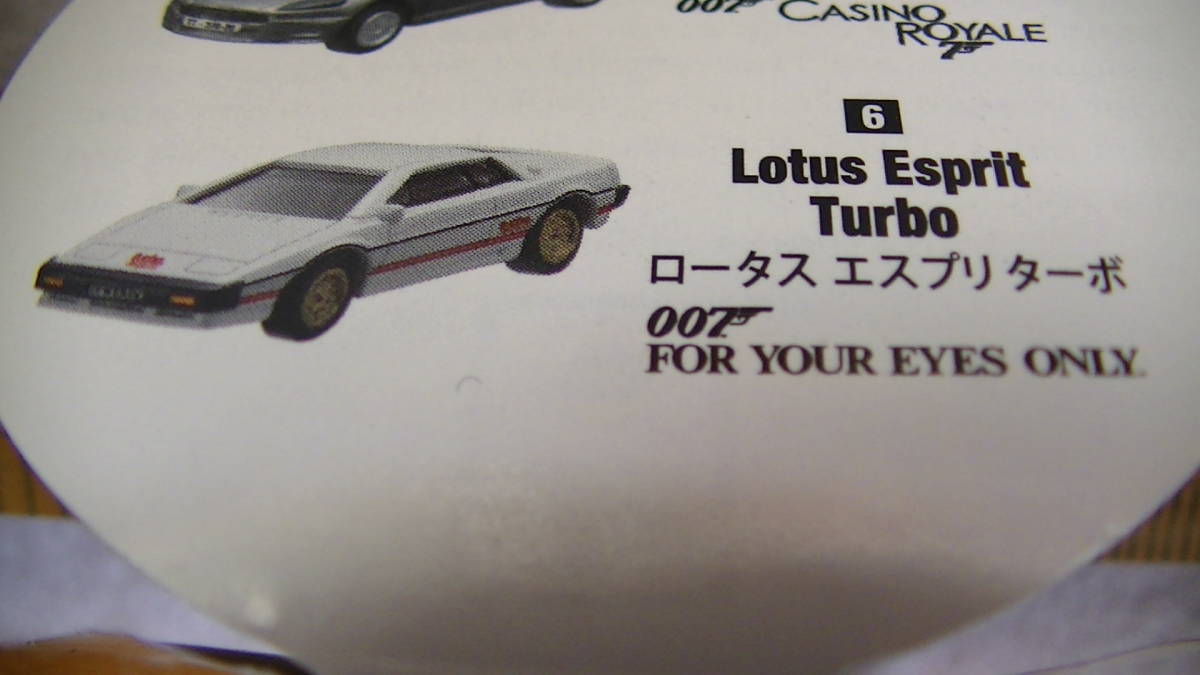 007
CASINO
ROYALE
6
Lotus Esprit
Turbo
ロータス エスプリ ターボ
007
FOR YOUR EYES ONLY